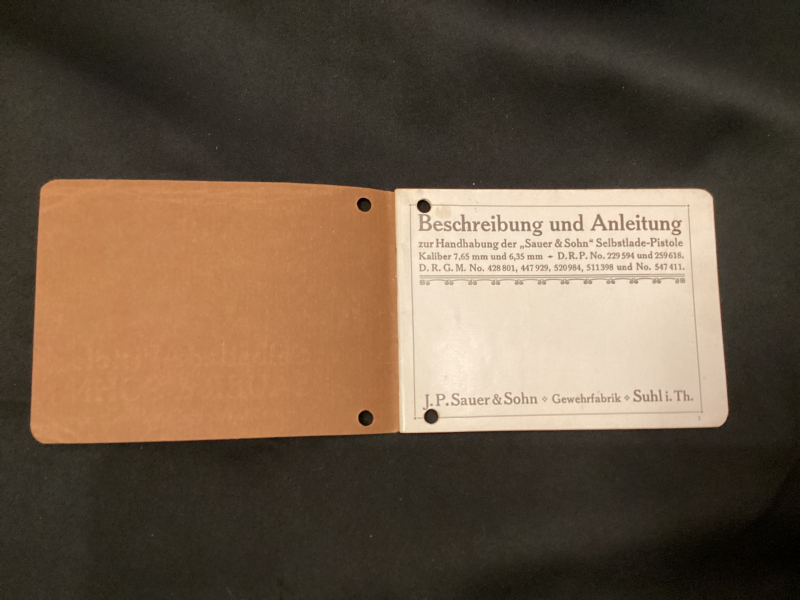 Beschreibung und Anleitung
zur Handhabung der „Sauer & Sohn“ Selbstlade-Pistole
Kaliber 7,65 mm und 6,35 mm - D. R. P. No. 229594 und 259618.
D. R. G. M. No. 428801, 447929, 520984, 511398 und No. 547411.
J. P. Sauer & Sohn ❖ Gewehrfabrik ❖ Suhl i. Th.